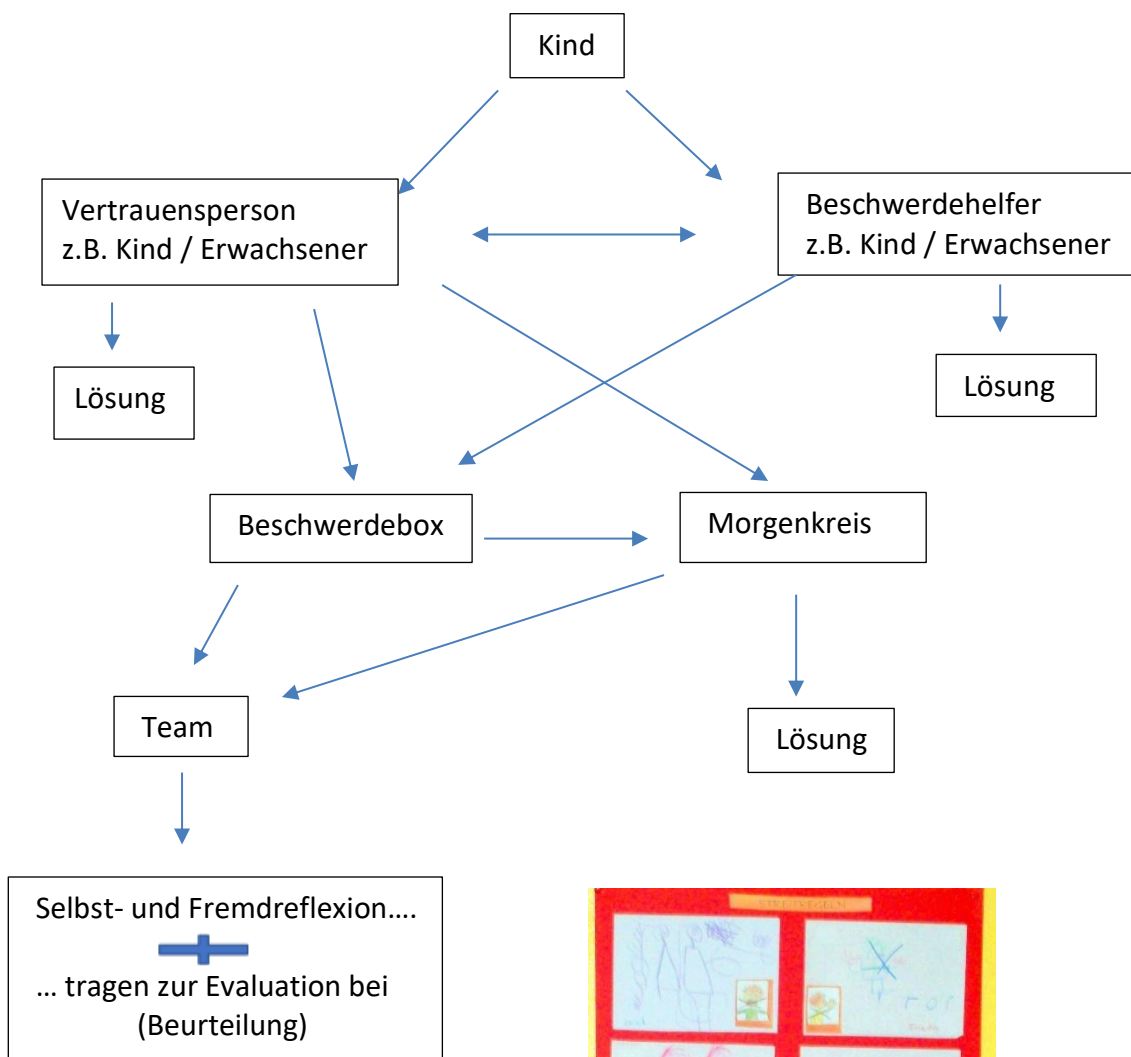 Kind
Vertrauensperson
z.B. Kind / Erwachsener
Beschwerdehelfer
z.B. Kind / Erwachsener
Lösung
Lösung
Beschwerdebox
Morgenkreis
Team
Lösung
Selbst- und Fremdreflexion....
... tragen zur Evaluation bei
(Beurteilung)
STREITREGELN